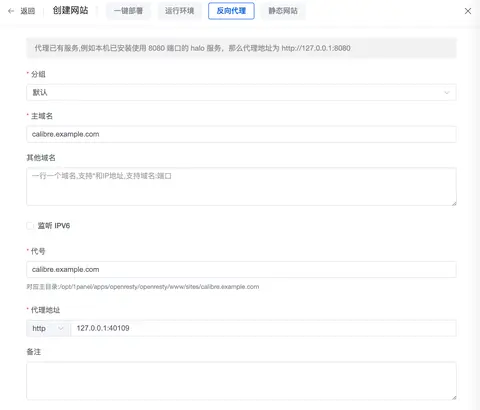 返回 创建网站 一键部署 运行环境 反向代理 静态网站
代理已有服务,例如本机已安装使用 8080 端口的 halo 服务，那么代理地址为 http://127.0.0.1:8080
* 分组
默认
* 主域名
calibre.example.com
其他域名
一行一个域名,支持*和IP地址,支持域名:端口
监听 IPV6
* 代号
calibre.example.com
对应主目录:/opt/1panel/apps/openresty/openresty/www/sites/calibre.example.com
* 代理地址
http 127.0.0.1:40109
备注